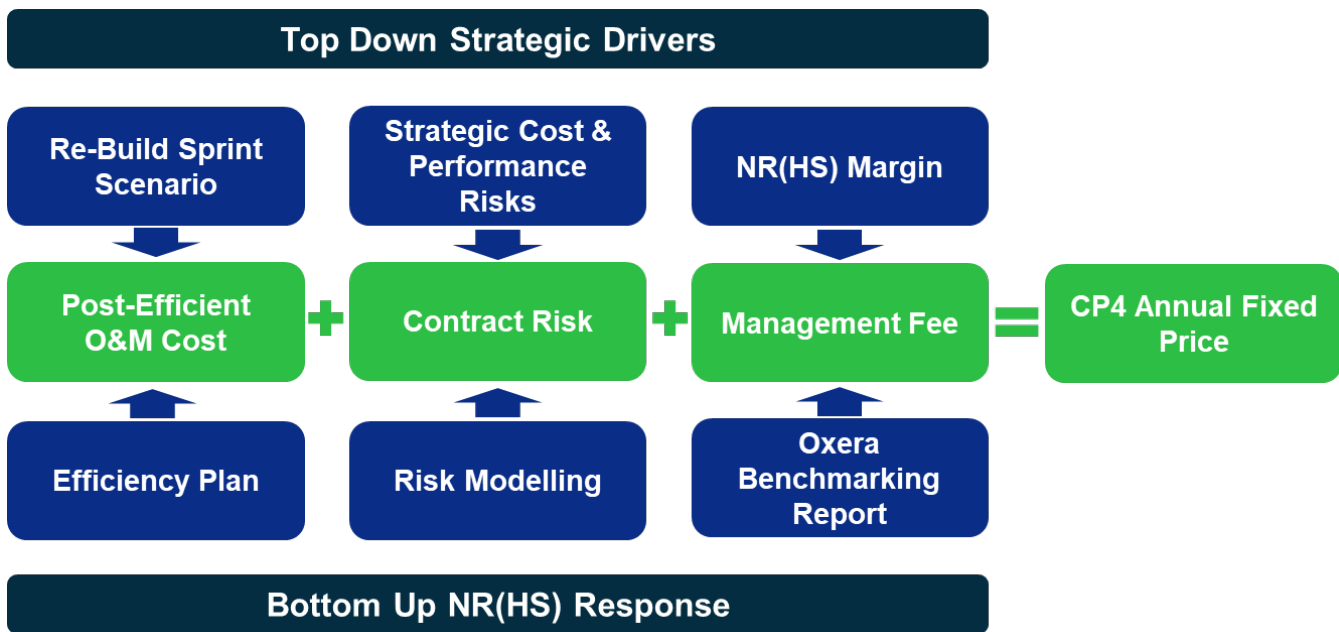 Top Down Strategic Drivers
Re-Build Sprint
Scenario
Strategic Cost &
Performance
Risks
NR(HS) Margin
Post-Efficient
O&M Cost
+
Contract Risk
+
Management Fee
=
CP4 Annual Fixed
Price
Efficiency Plan
Risk Modelling
Oxera
Benchmarking
Report
Bottom Up NR(HS) Response